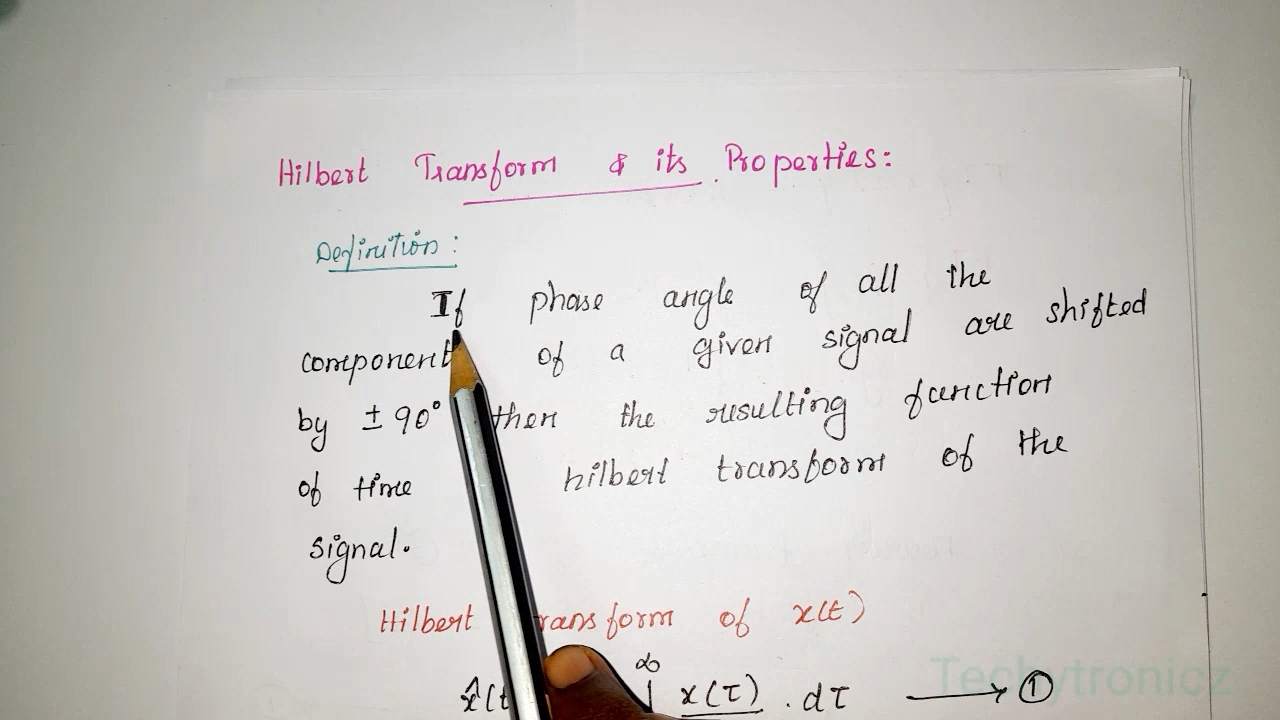 Hilbert Transform & its Properties:
Definition:
If phase angle of all the
component of a given signal are shifted
by ± 90° then the resulting function
of time hilbert transform of the
signal.
Hilbert ransform of x(t)
x̂(t ∞ x(τ) . dτ ⟶ ①
Techytronicz